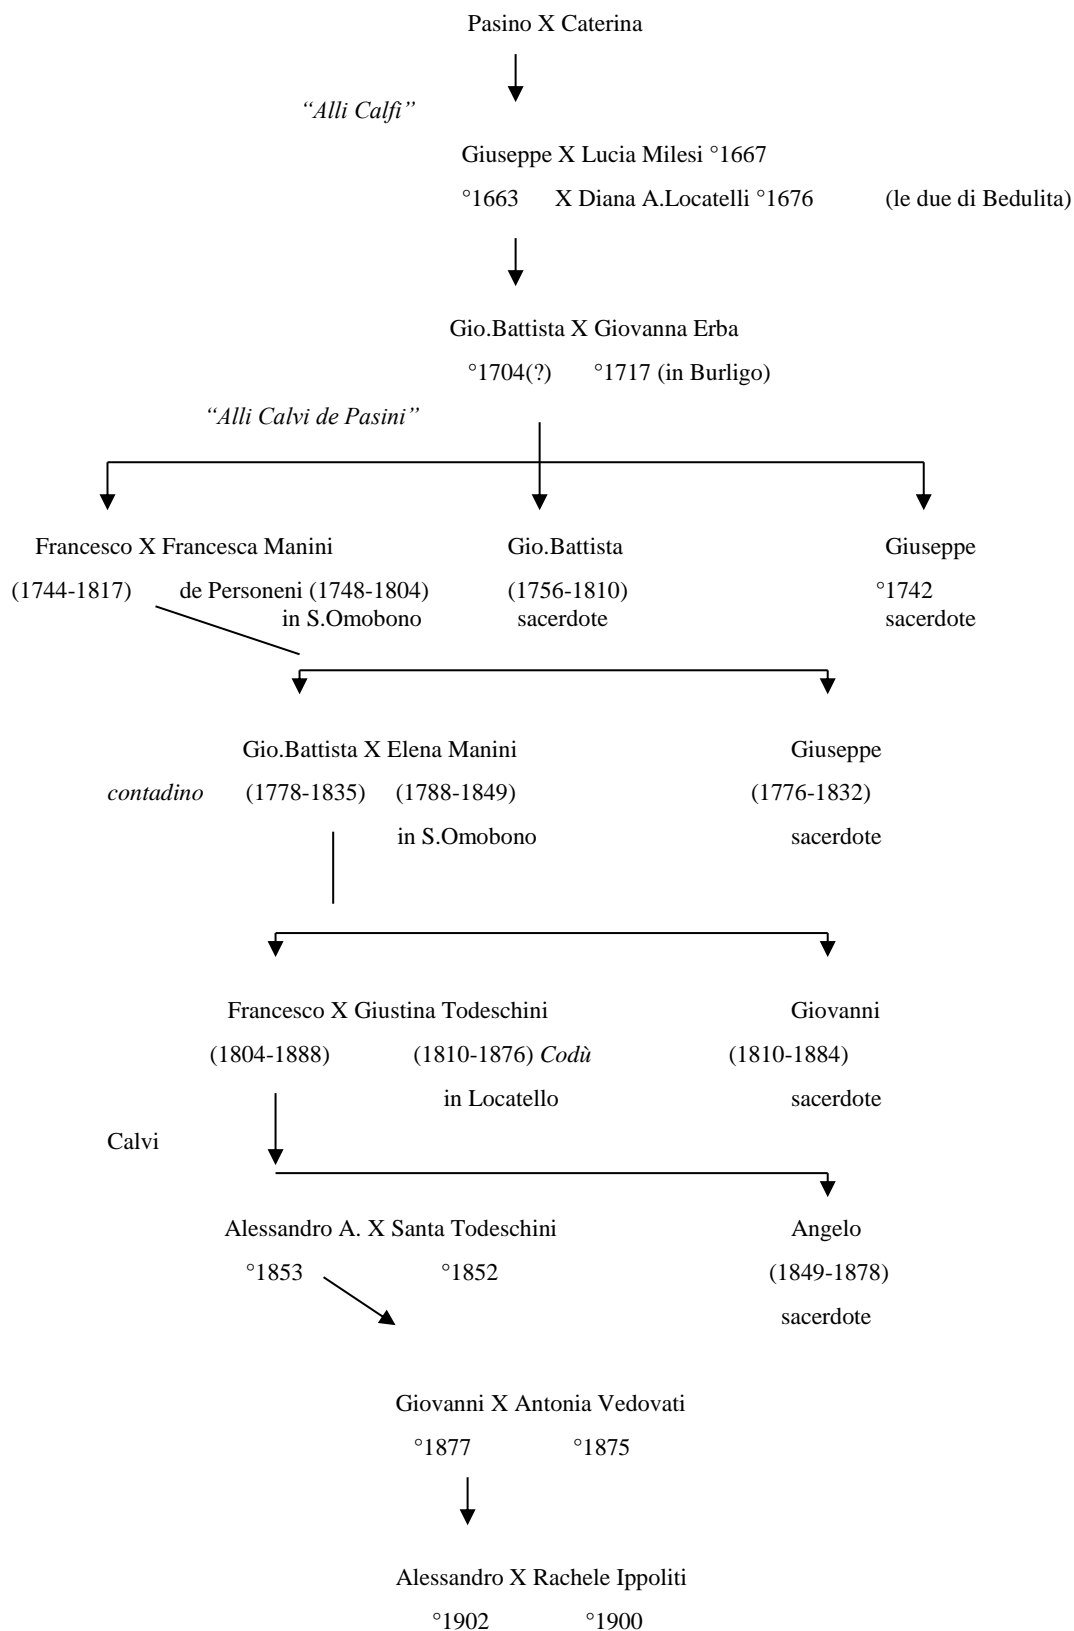 Pasino X Caterina
“Alli Calfi”
Giuseppe X Lucia Milesi °1667
°1663 X Diana A.Locatelli °1676 (le due di Bedulita)
Gio.Battista X Giovanna Erba
°1704(?) °1717 (in Burligo)
“Alli Calvi de Pasini”
Francesco X Francesca Manini Gio.Battista Giuseppe
(1744-1817) de Personeni (1748-1804) (1756-1810) °1742
in S.Omobono sacerdote sacerdote
Gio.Battista X Elena Manini Giuseppe
contadino (1778-1835) (1788-1849) (1776-1832)
in S.Omobono sacerdote
Francesco X Giustina Todeschini Giovanni
(1804-1888) (1810-1876) Codù (1810-1884)
in Locatello sacerdote
Calvi
Alessandro A. X Santa Todeschini Angelo
°1853 °1852 (1849-1878)
sacerdote
Giovanni X Antonia Vedovati
°1877 °1875
Alessandro X Rachele Ippoliti
°1902 °1900